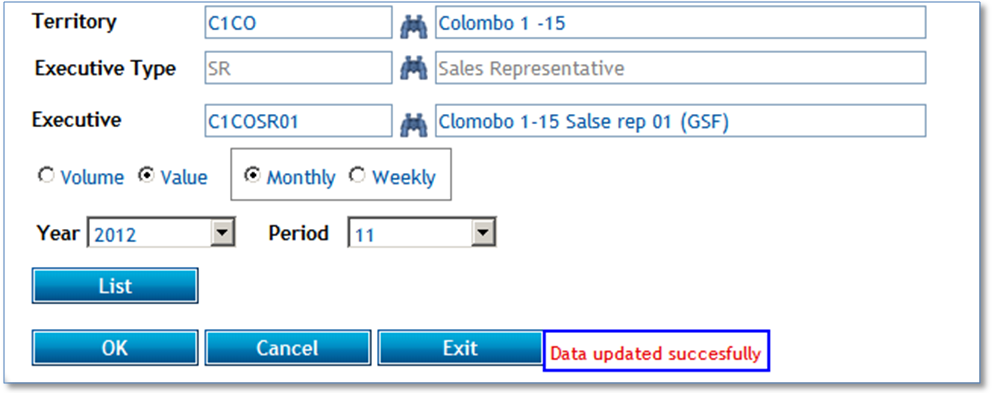 Territory C1CO Colombo 1 -15
Executive Type SR Sales Representative
Executive C1COSR01 Clomobo 1-15 Salse rep 01 (GSF)
Volume Value Monthly Weekly
Year 2012 Period 11
List
OK Cancel Exit Data updated succesfully